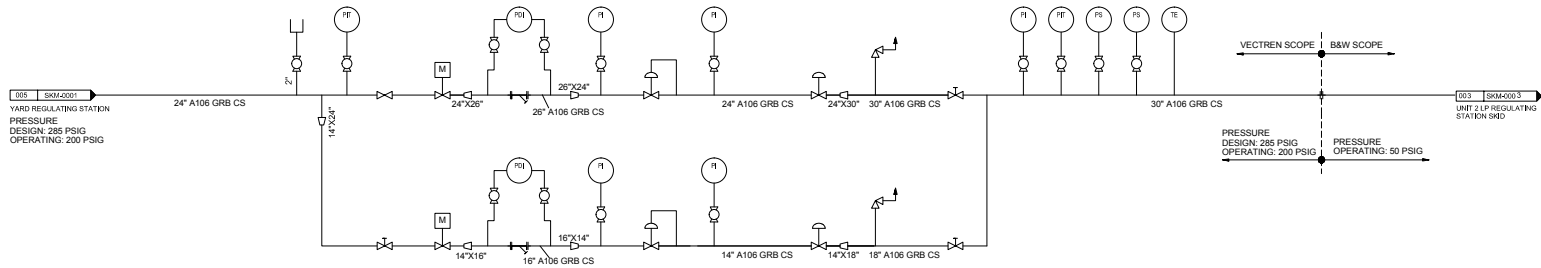 PIT
PDI
PI
PI
PI
PIT
PS
PS
TE
VECTREN SCOPE
B&W SCOPE
2"
M
005 SKM-0001
YARD REGULATING STATION
PRESSURE
DESIGN: 285 PSIG
OPERATING: 200 PSIG
24" A106 GRB CS
14"X24"
24"X26"
26"X24"
26" A106 GRB CS
24" A106 GRB CS
24"X30"
30" A106 GRB CS
30" A106 GRB CS
003 SKM-0003
UNIT 2 LP REGULATING
STATION SKID
PRESSURE
DESIGN: 285 PSIG
OPERATING: 200 PSIG
PRESSURE
OPERATING: 50 PSIG
PDI
PI
PI
M
14"X16"
16"X14"
16" A106 GRB CS
14" A106 GRB CS
14"X18"
18" A106 GRB CS